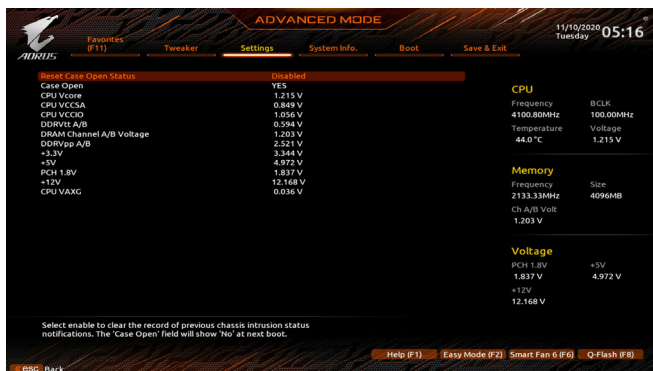 ADVANCED MODE
11/10/2020 Tuesday 05:16
AORUS
Favorites (F11) Tweaker Settings System Info. Boot Save & Exit
Reset Case Open Status Disabled
Case Open YES
CPU Vcore 1.215 V
CPU VCCSA 0.849 V
CPU VCCIO 1.056 V
DDRVtt A/B 0.594 V
DRAM Channel A/B Voltage 1.203 V
DDRVpp A/B 2.521 V
+3.3V 3.344 V
+5V 4.972 V
PCH 1.8V 1.837 V
+12V 12.168 V
CPU VAXG 0.036 V
CPU
Frequency BCLK
4100.80MHz 100.00MHz
Temperature Voltage
44.0 °C 1.215 V
Memory
Frequency Size
2133.33MHz 4096MB
Ch A/B Volt
1.203 V
Voltage
PCH 1.8V +5V
1.837 V 4.972 V
+12V
12.168 V
Select enable to clear the record of previous chassis intrusion status
notifications. The 'Case Open' field will show 'No' at next boot.
Help (F1) Easy Mode (F2) Smart Fan 6 (F6) Q-Flash (F8)
esc Back